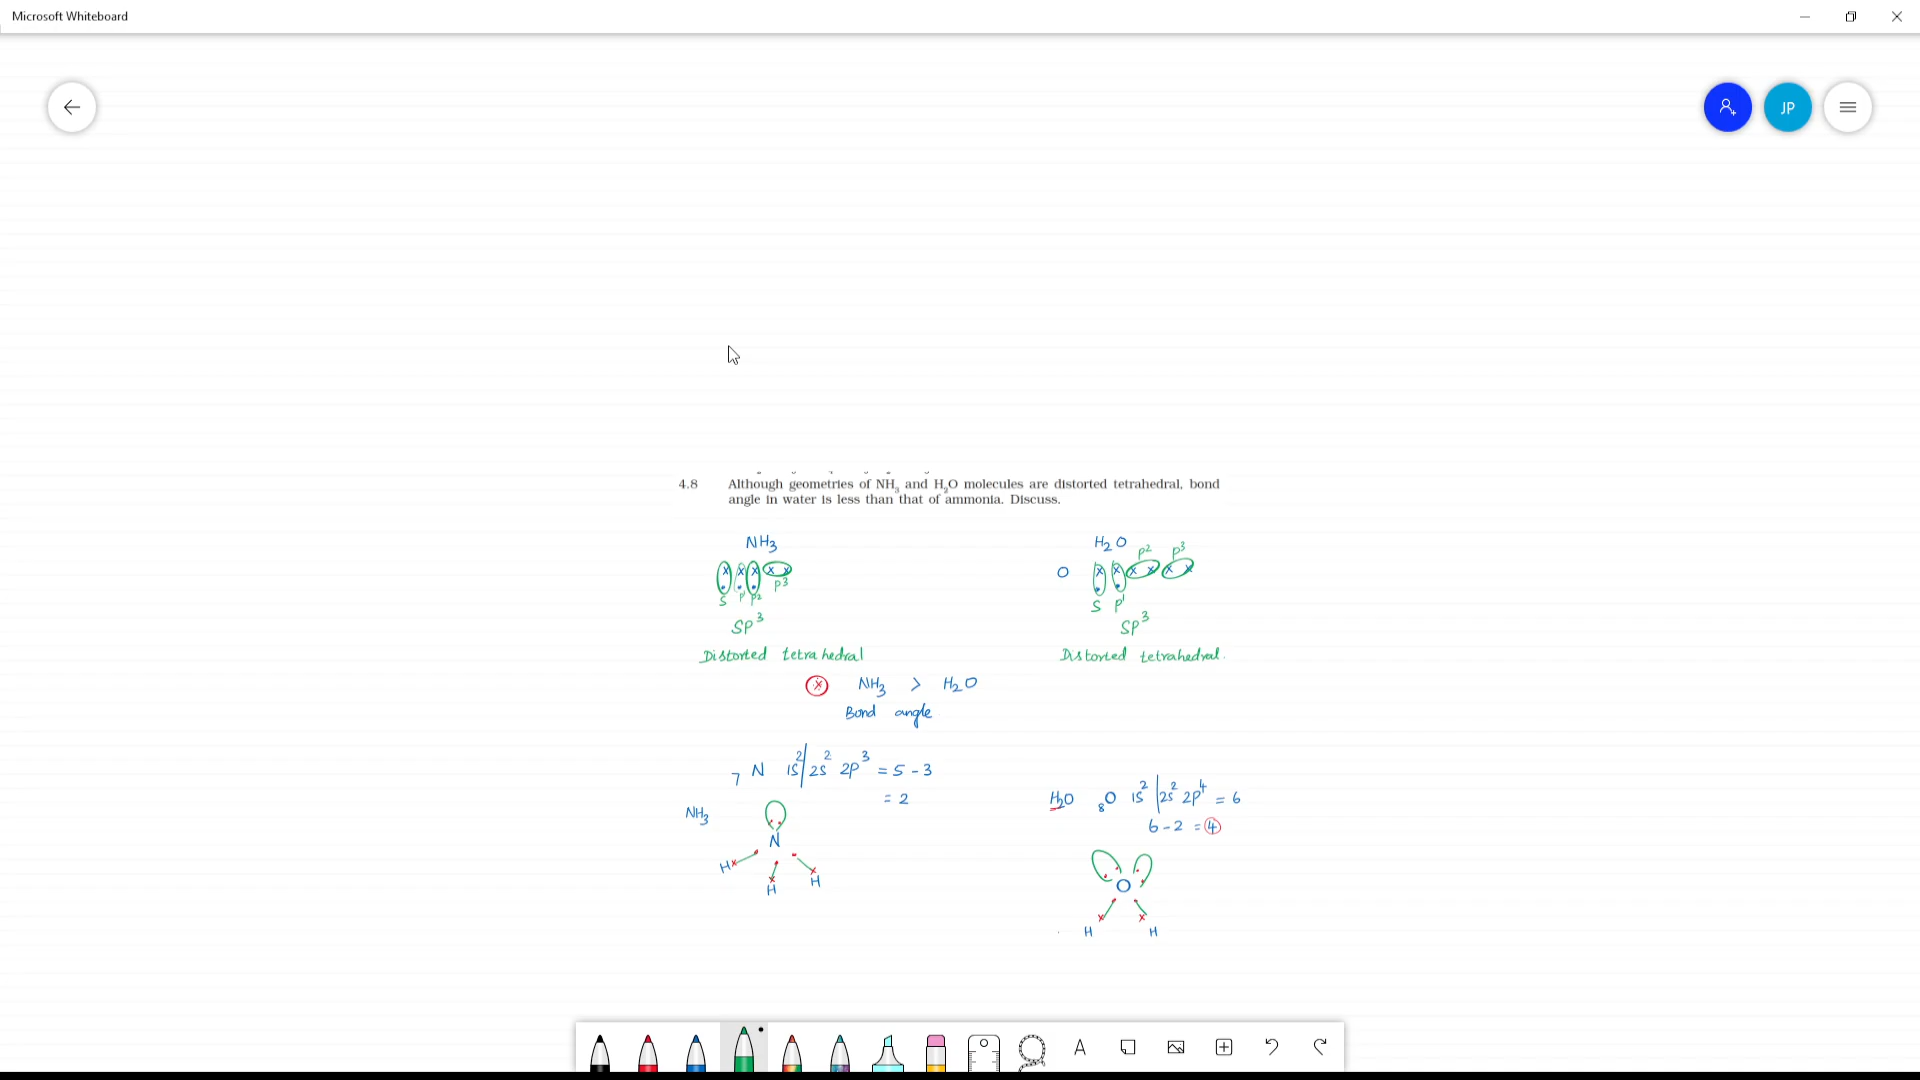 Microsoft Whiteboard
JP
4.8 Although geometries of NH3 and H2O molecules are distorted tetrahedral, bond
angle in water is less than that of ammonia. Discuss.
NH3
x x x x x
S p1 p2 p3
Sp3
Distorted tetrahedral
H2O
O x x x x x x
S p1 p2 p3
Sp3
Distorted tetrahedral.
x NH3 > H2O
Bond angle
7 N 1s2 | 2s2 2p3 = 5 - 3
= 2
NH3
N
Hx x x
H H
H2O 8O 1s2 | 2s2 2p4 = 6
6 - 2 = 4
O
x x
H H
A